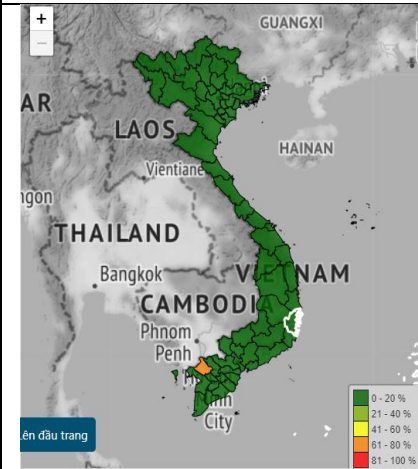 +
−
GUANGXI
AR
LAOS
HAINAN
Vientiane
ngon
THAILAND
Bangkok
VIETNAM
CAMBODIA
Phnom
Penh
City
Lên đầu trang
0 - 20 %
21 - 40 %
41 - 60 %
61 - 80 %
81 - 100 %